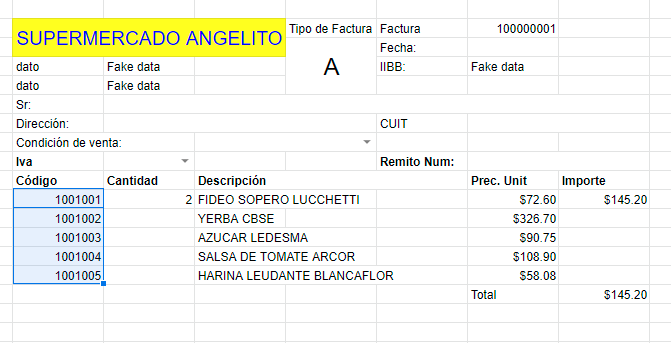 SUPERMERCADO ANGELITO Tipo de Factura Factura 100000001
A Fecha:
dato Fake data IIBB: Fake data
dato Fake data
Sr:
Dirección: CUIT
Condición de venta:
Iva Remito Num:
Código Cantidad Descripción Prec. Unit Importe
1001001 2 FIDEO SOPERO LUCCHETTI $72.60 $145.20
1001002 YERBA CBSE $326.70
1001003 AZUCAR LEDESMA $90.75
1001004 SALSA DE TOMATE ARCOR $108.90
1001005 HARINA LEUDANTE BLANCAFLOR $58.08
Total $145.20